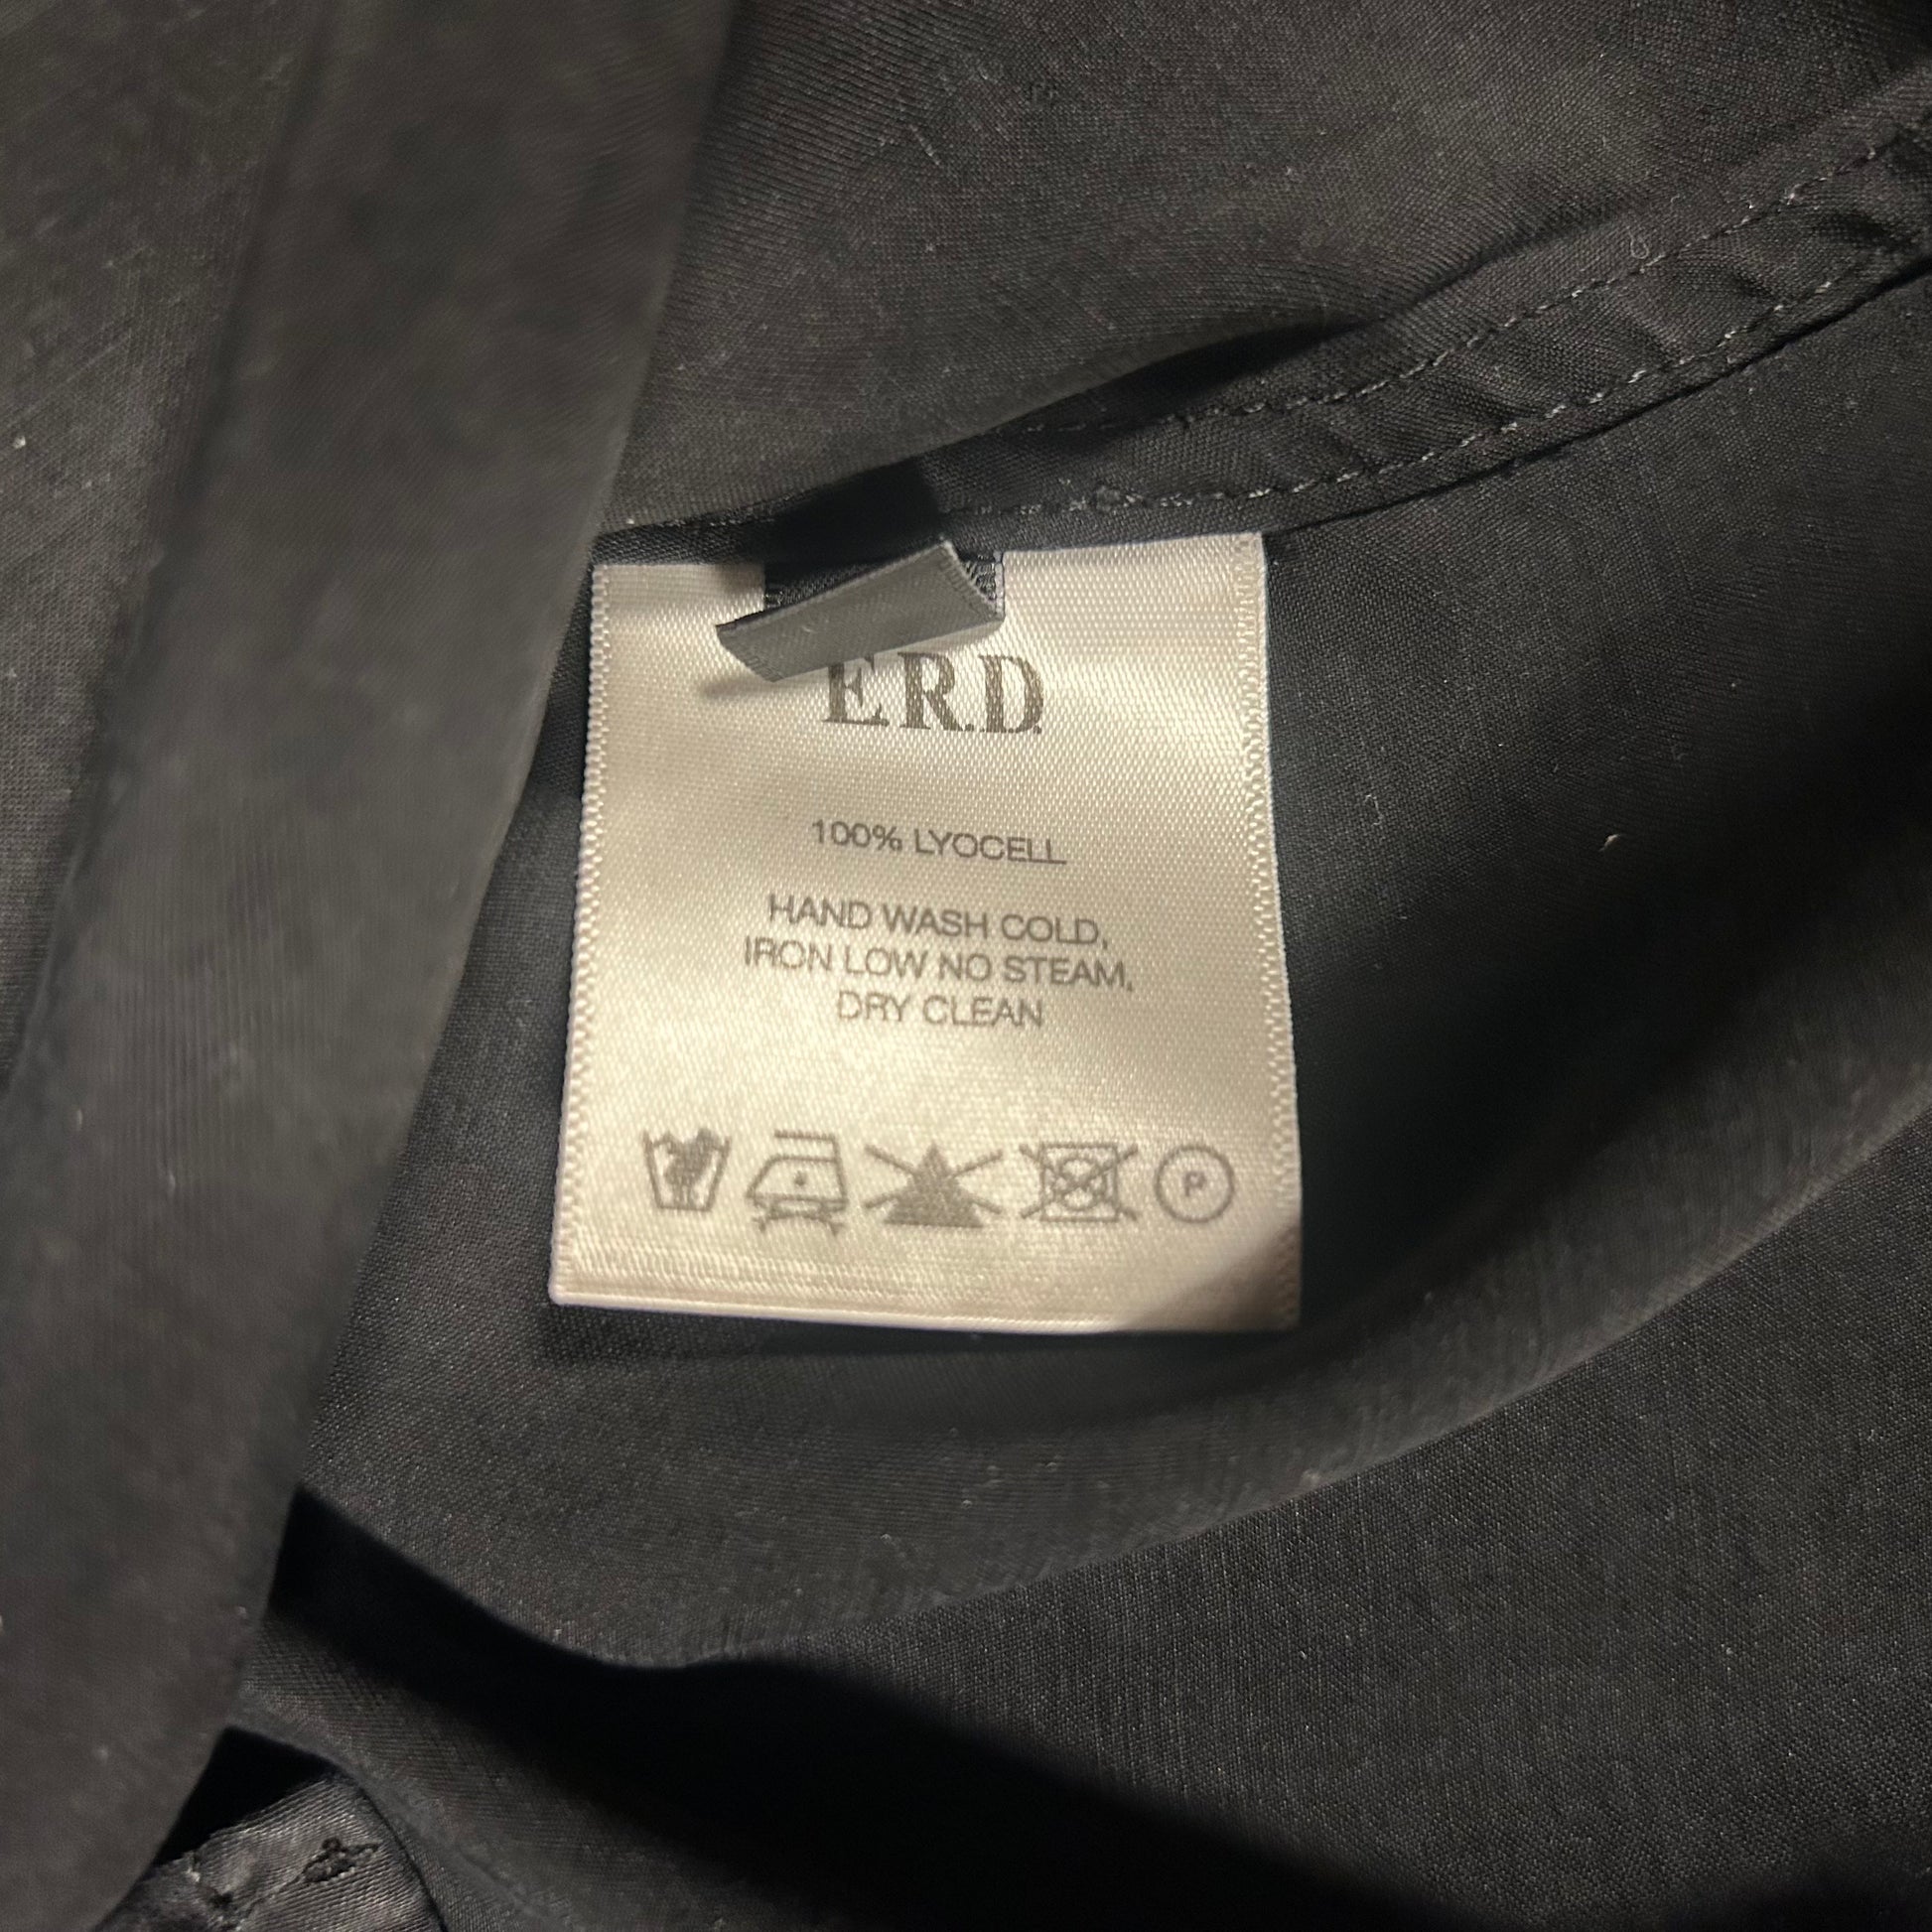 E.R.D.
100% LYOCELL
HAND WASH COLD,
IRON LOW NO STEAM,
DRY CLEAN
P